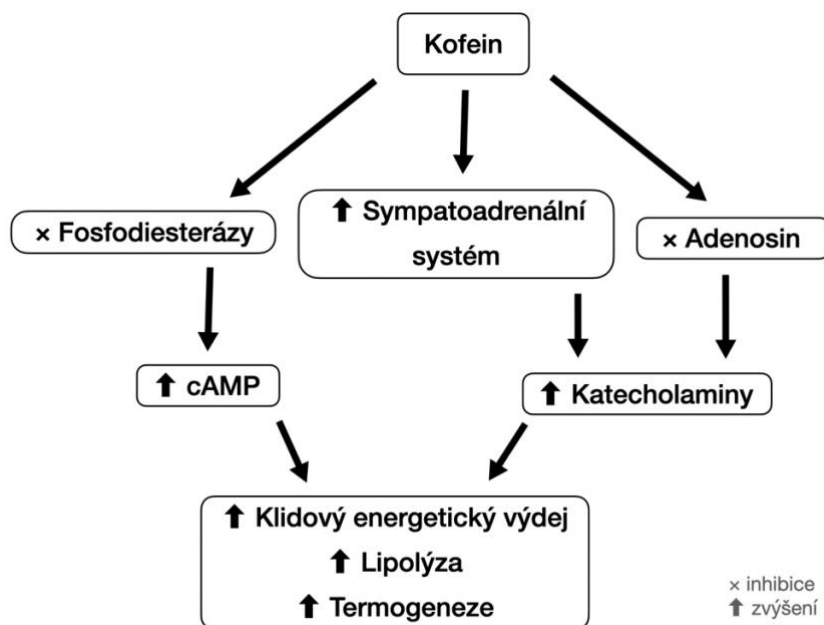 Kofein
× Fosfodiesterázy
⬆ Sympatoadrenální
systém
× Adenosin
⬆ cAMP
⬆ Katecholaminy
⬆ Klidový energetický výdej
⬆ Lipolýza
⬆ Termogeneze
× inhibice
⬆ zvýšení